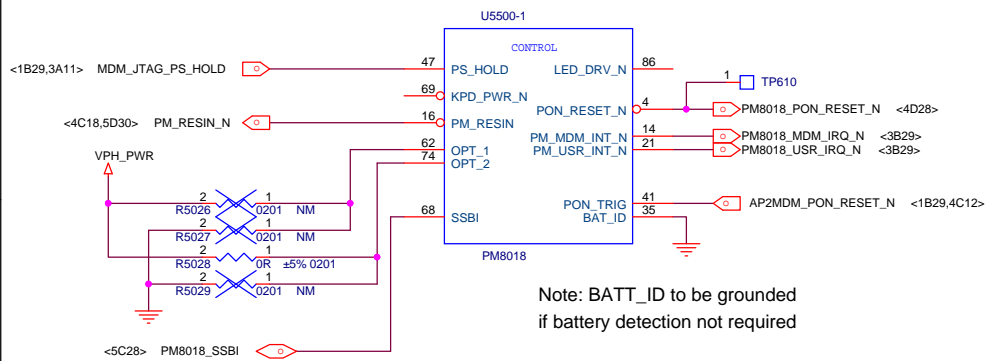 U5500-1
CONTROL
<1B29,3A11> MDM_JTAG_PS_HOLD 47 PS_HOLD LED_DRV_N 86
1 TP610
69 KPD_PWR_N PON_RESET_N 4 PM8018_PON_RESET_N <4D28>
<4C18,5D30> PM_RESIN_N 16 PM_RESIN PM_MDM_INT_N 14 PM8018_MDM_IRQ_N <3B29>
62 OPT_1 PM_USR_INT_N 21 PM8018_USR_IRQ_N <3B29>
VPH_PWR 74 OPT_2
2 1
R5026 0201 NM
PON_TRIG 41 AP2MDM_PON_RESET_N <1B29,4C12>
68 SSBI BAT_ID 35
2 1
R5027 0201 NM
2 1
R5028 0R ±5% 0201
PM8018
2 1
R5029 0201 NM
Note: BATT_ID to be grounded
if battery detection not required
<5C28> PM8018_SSBI